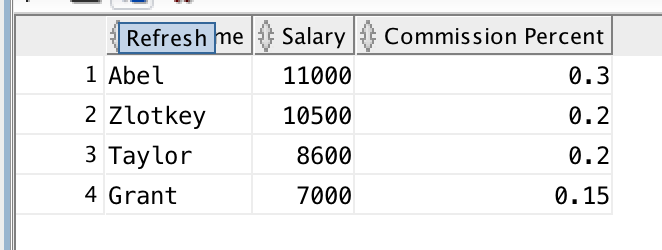 Refresh me Salary Commission Percent
1 Abel 11000 0.3
2 Zlotkey 10500 0.2
3 Taylor 8600 0.2
4 Grant 7000 0.15